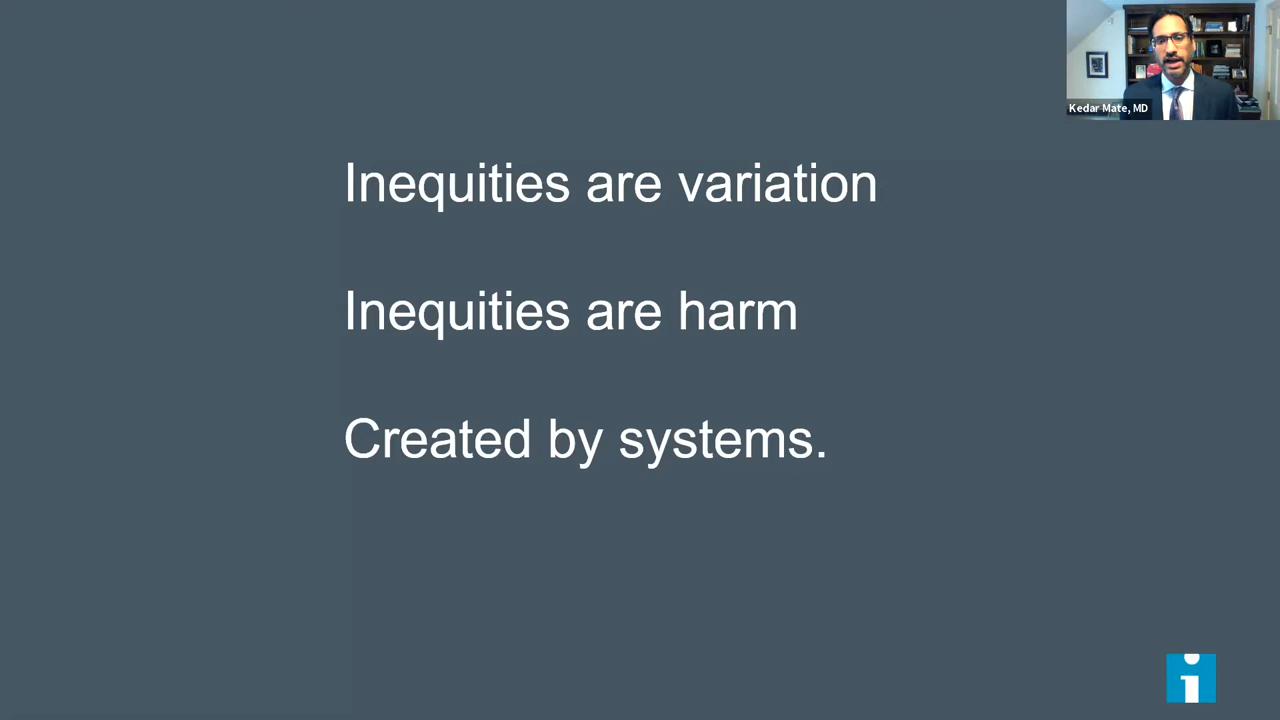 Kedar Mate, MD
Inequities are variation
Inequities are harm
Created by systems.